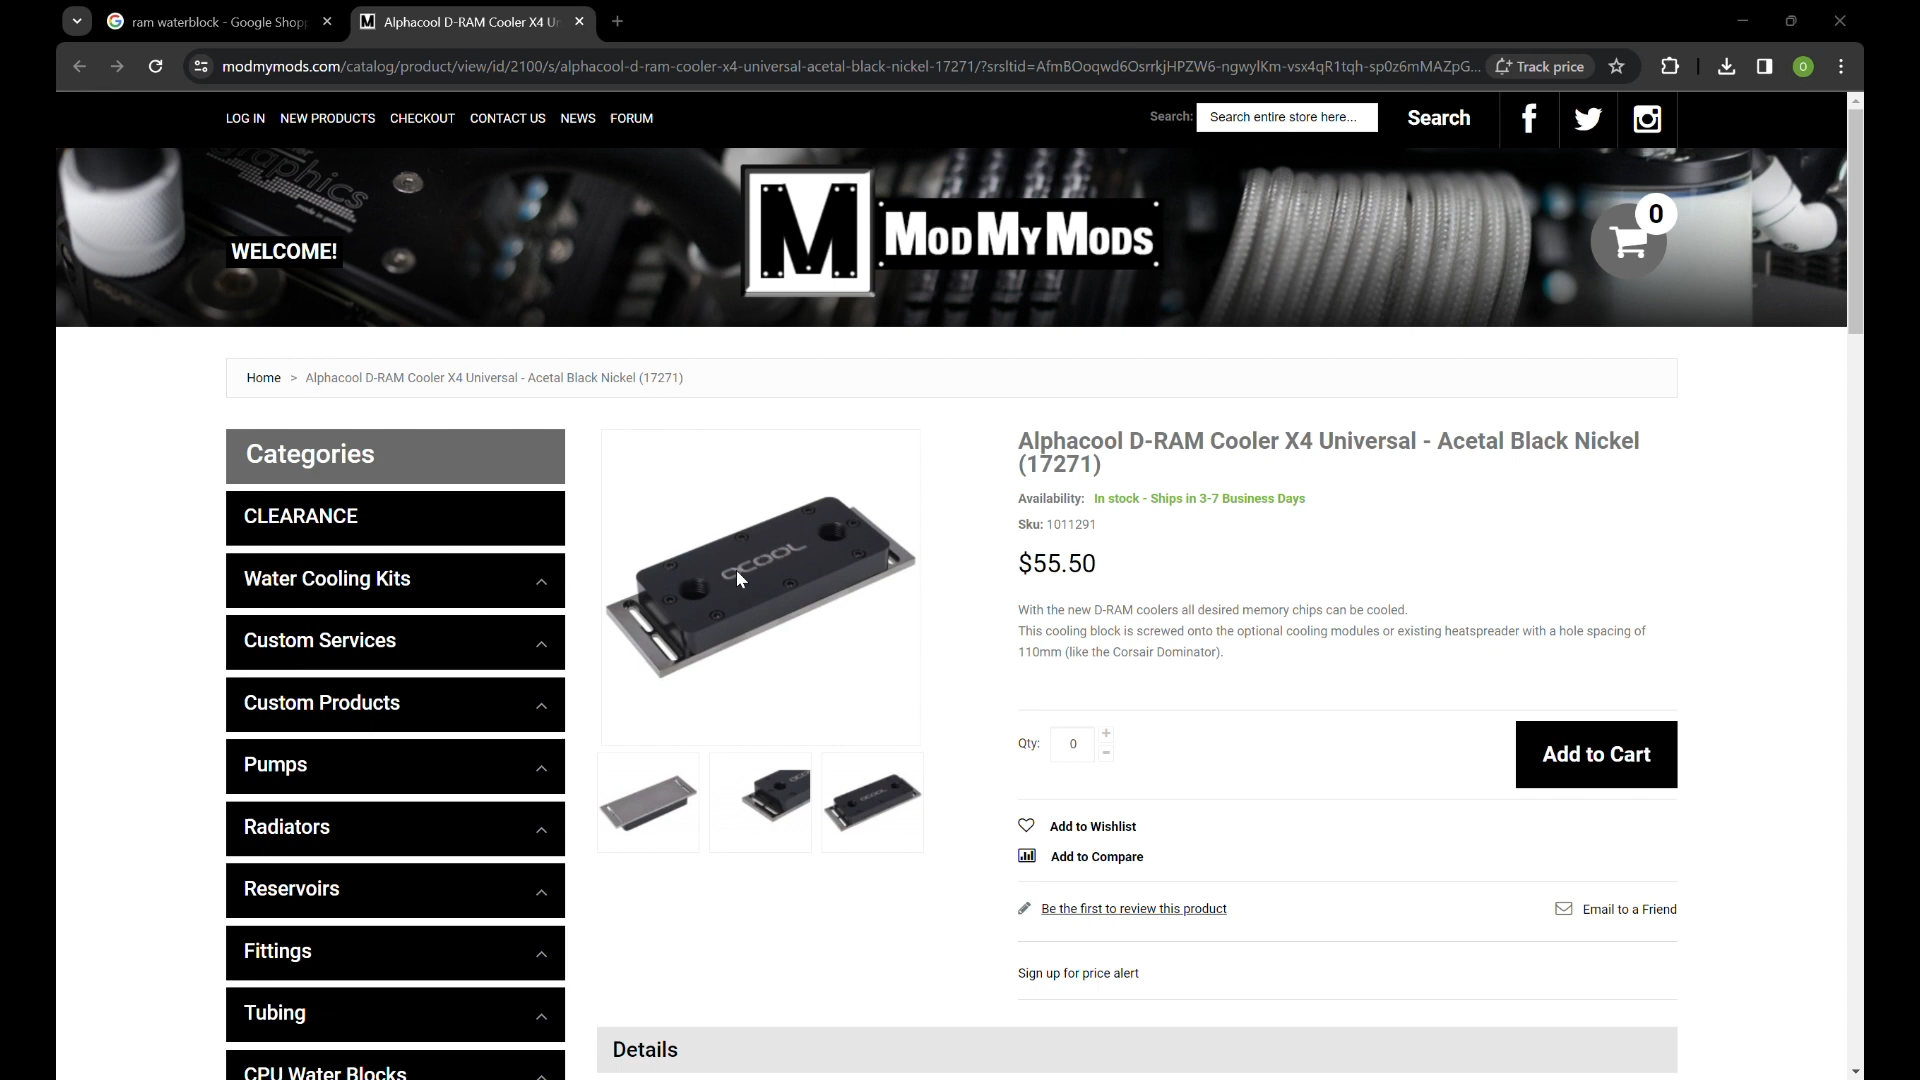 ram waterblock - Google Shopp
Alphacool D-RAM Cooler X4 Un
modmymods.com/catalog/product/view/id/2100/s/alphacool-d-ram-cooler-x4-universal-acetal-black-nickel-17271/?srsltid=AfmBOoqwd6OsrrkjHPZW6-ngwylKm-vsx4qR1tqh-sp0z6mMAZpG...
Track price
O
LOG IN NEW PRODUCTS CHECKOUT CONTACT US NEWS FORUM
Search: Search entire store here... Search
graphics
WELCOME!
M MODMYMODS
0
Home > Alphacool D-RAM Cooler X4 Universal - Acetal Black Nickel (17271)
Categories
CLEARANCE
Water Cooling Kits
Custom Services
Custom Products
Pumps
Radiators
Reservoirs
Fittings
Tubing
CPU Water Blocks
COOL
Alphacool D-RAM Cooler X4 Universal - Acetal Black Nickel
(17271)
Availability: In stock - Ships in 3-7 Business Days
Sku: 1011291
$55.50
With the new D-RAM coolers all desired memory chips can be cooled.
This cooling block is screwed onto the optional cooling modules or existing heatspreader with a hole spacing of
110mm (like the Corsair Dominator).
Qty: 0 + -
Add to Cart
Add to Wishlist
Add to Compare
Be the first to review this product
Email to a Friend
Sign up for price alert
Details